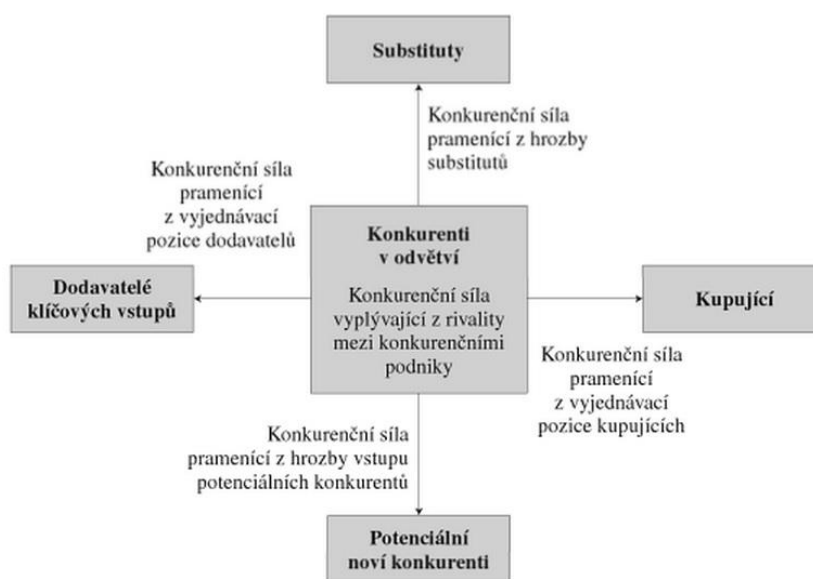 Substituty
Konkurenční síla
pramenící z hrozby
substitutů
Konkurenční síla
pramenící
z vyjednávací
pozice dodavatelů
Konkurenti
v odvětví
Konkurenční síla
vyplývající z rivality
mezi konkurenčními
podniky
Dodavatelé
klíčových vstupů
Kupující
Konkurenční síla
pramenící
z vyjednávací
pozice kupujících
Konkurenční síla
pramenící z hrozby vstupu
potenciálních konkurentů
Potenciální
noví konkurenti